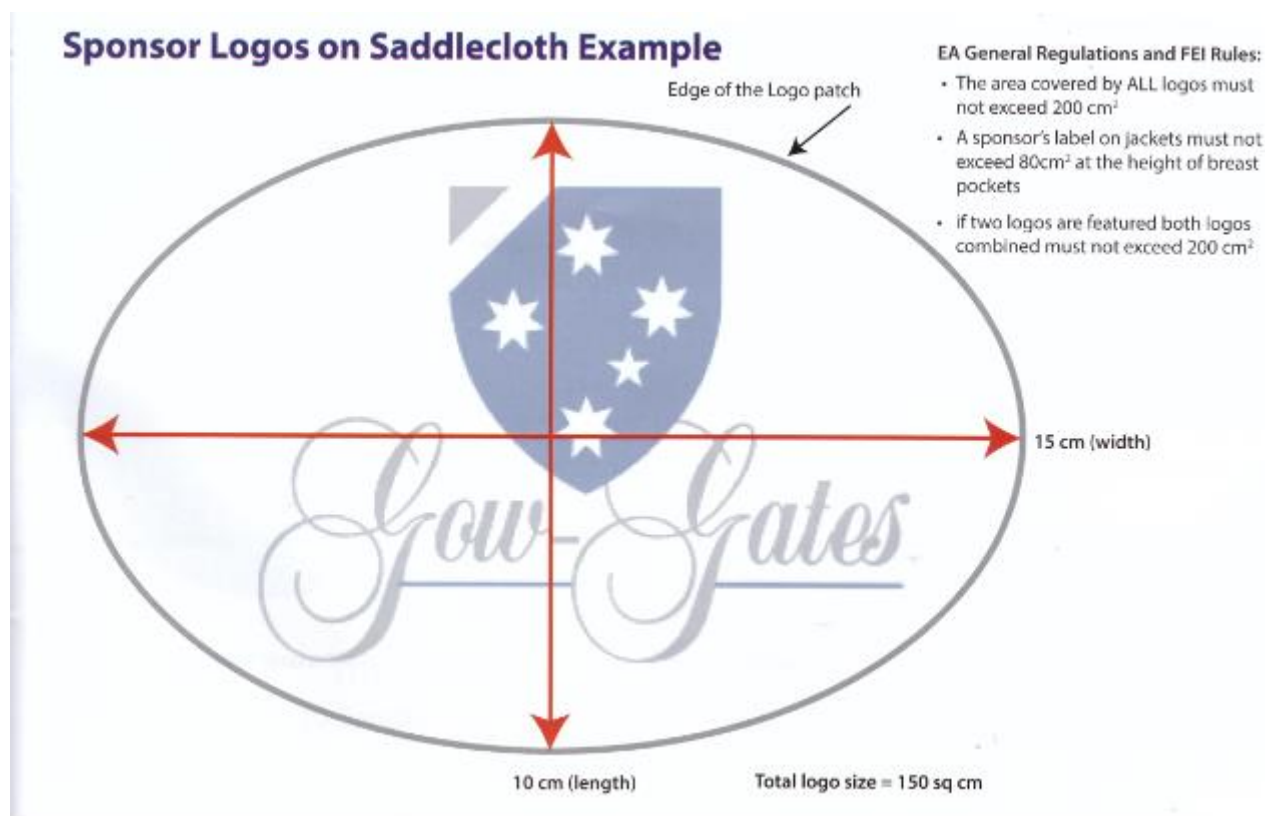 Sponsor Logos on Saddlecloth Example
Edge of the Logo patch
EA General Regulations and FEI Rules:
• The area covered by ALL logos must
not exceed 200 cm²
• A sponsor's label on jackets must not
exceed 80cm² at the height of breast
pockets
• if two logos are featured both logos
combined must not exceed 200 cm²
15 cm (width)
Gow-Gates
10 cm (length)
Total logo size = 150 sq cm